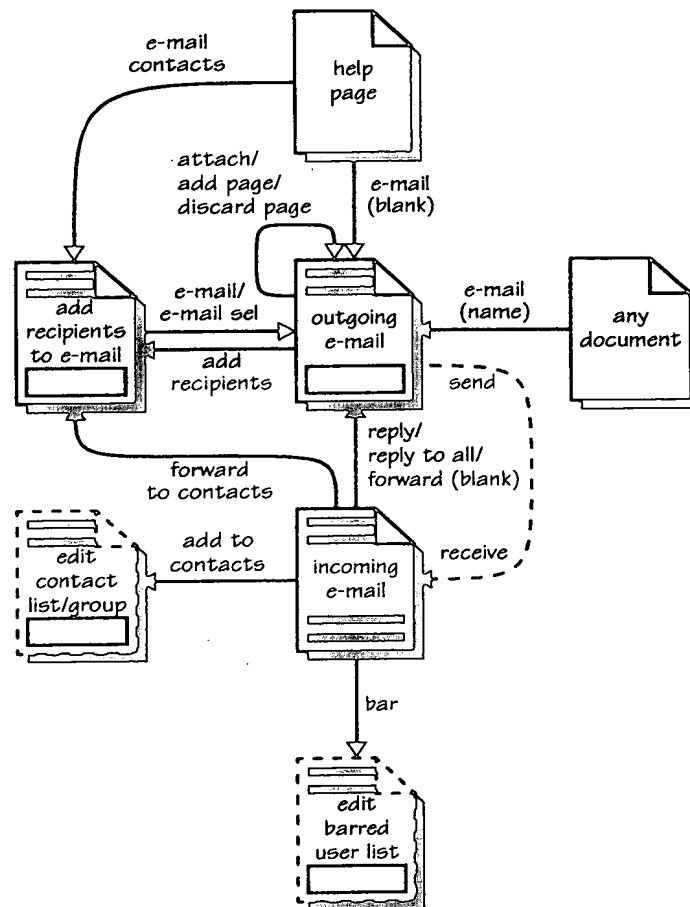 e-mail
contacts
help
page
attach/
add page/
discard page
e-mail
(blank)
add
recipients
to e-mail
e-mail/
e-mail sel
add
recipients
outgoing
e-mail
e-mail
(name)
any
document
send
reply/
reply to all/
forward (blank)
forward
to contacts
edit
contact
list/group
add to
contacts
incoming
e-mail
receive
bar
edit
barred
user list